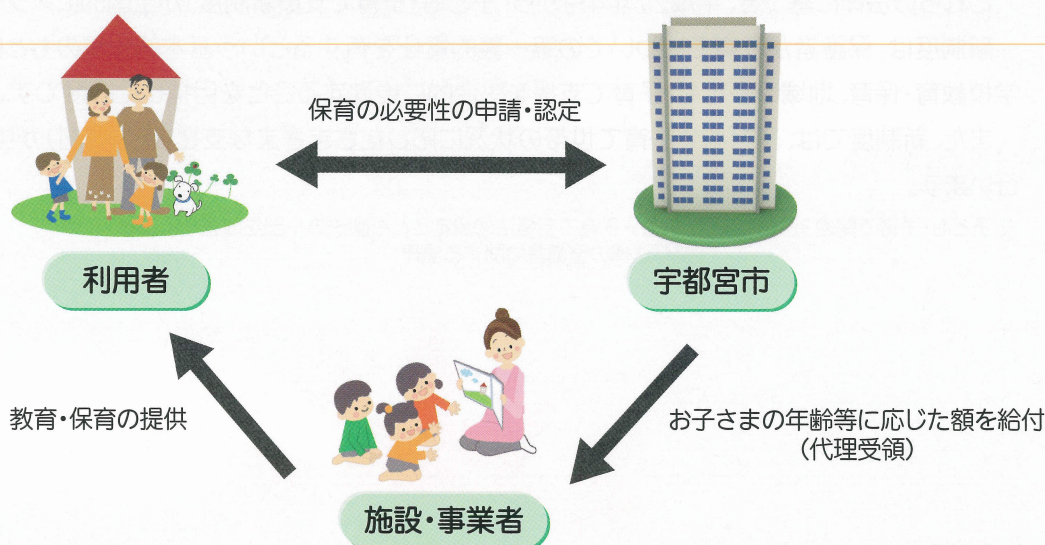 保育の必要性の申請・認定
利用者
宇都宮市
教育・保育の提供
お子さまの年齢等に応じた額を給付
（代理受領）
施設・事業者